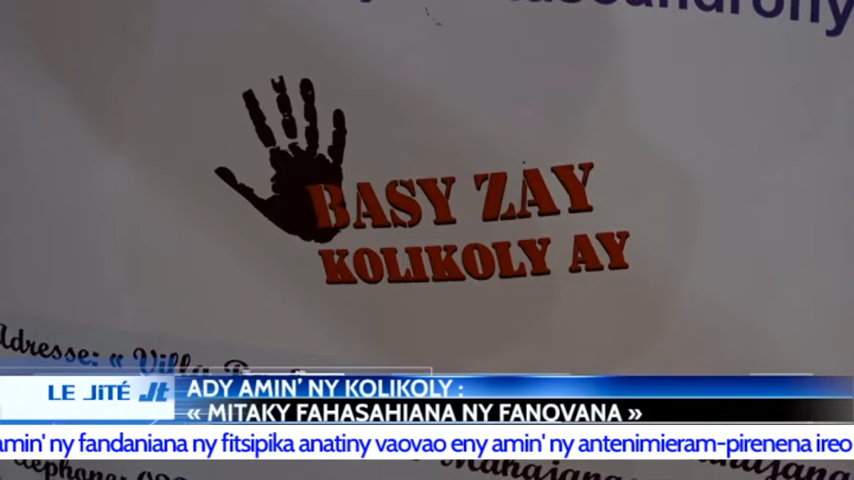 BASY ZAY
KOLIKOLY AY
Adresse: «
LE JiTÉ Jt
ADY AMIN' NY KOLIKOLY :
« MITAKY FAHASAHIANA NY FANOVANA »
amin' ny fandaniana ny fitsipika anatiny vaovao eny amin' ny antenimieram-pirenena ireo